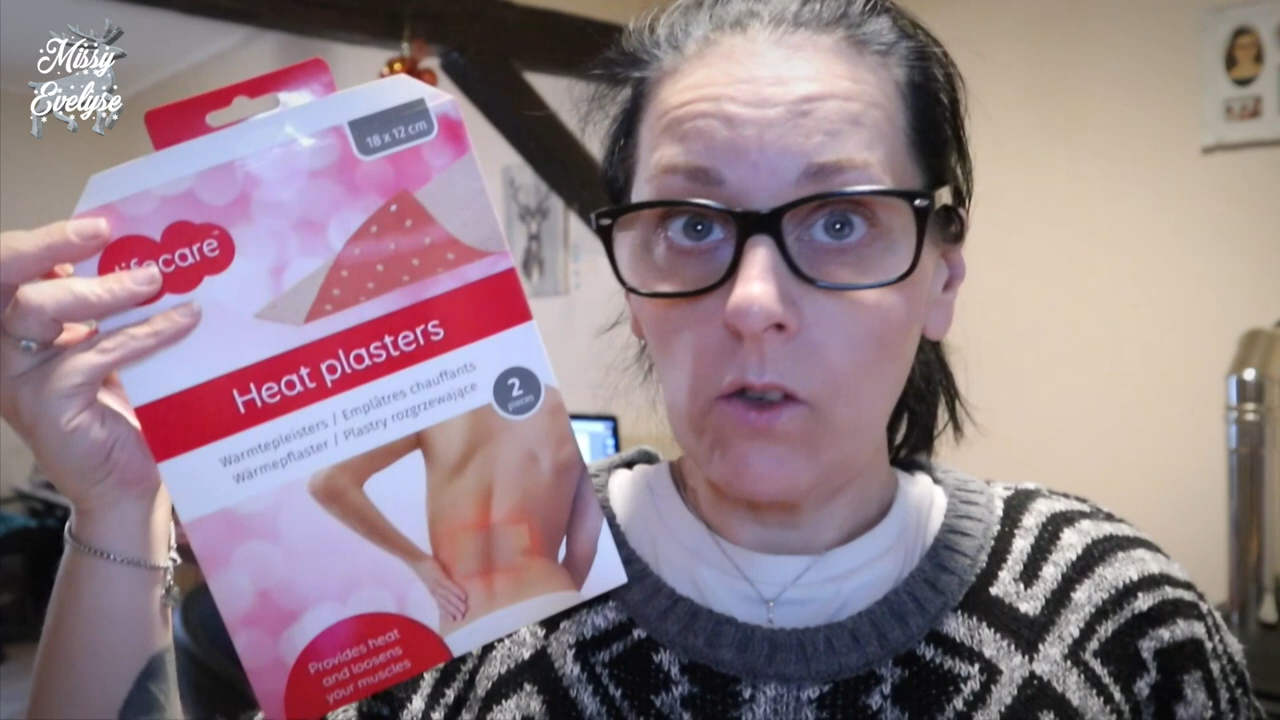 Missy
Evelyse
18 x 12 cm
lifecare
Heat plasters
Warmtepleisters / Emplâtres chauffants
Wärmepflaster / Plastry rozgrzewające
2
pieces
Provides heat
and loosens
your muscles